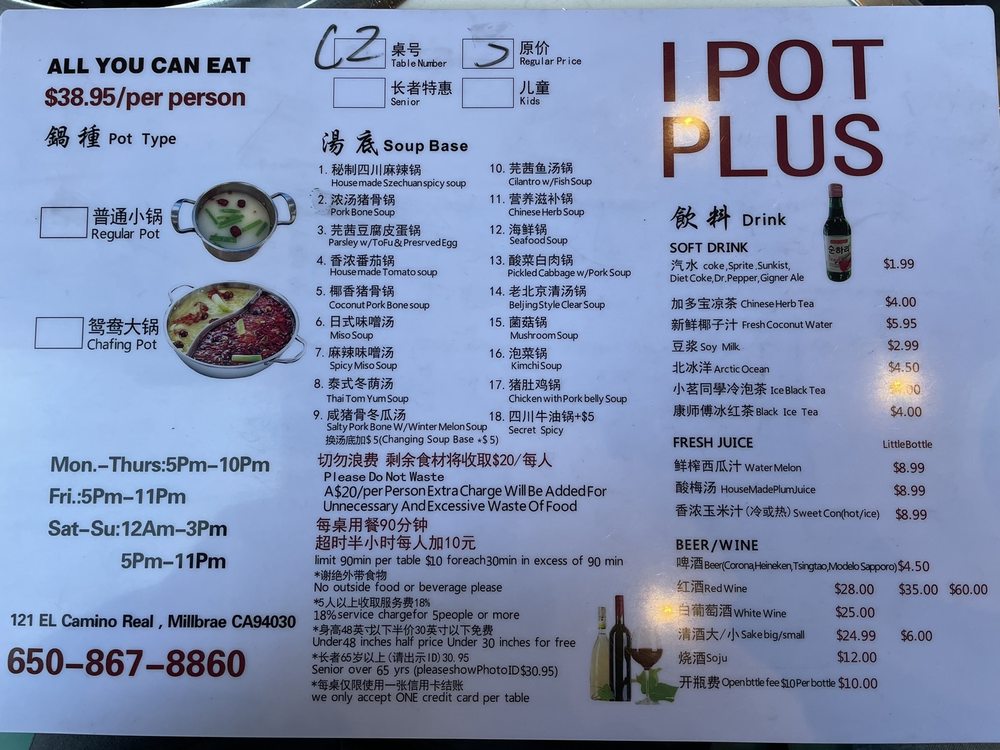 ALL YOU CAN EAT
$38.95/per person
鍋種 Pot Type
普通小锅
Regular Pot
鸳鸯大锅
Chafing Pot
Mon.-Thurs:5Pm-10Pm
Fri.:5Pm-11Pm
Sat-Su:12Am-3Pm
5Pm-11Pm
121 EL Camino Real , Millbrae CA94030
650-867-8860
C2
桌号
Table Number
原价
Regular Price
长者特惠
Senior
儿童
Kids
湯底 Soup Base
1. 秘制四川麻辣锅
House made Szechuan spicy soup
2. 浓汤猪骨锅
Pork Bone Soup
3. 芫茜豆腐皮蛋锅
Parsley w/ToFu & Presrved Egg
4. 香浓番茄锅
House made Tomato soup
5. 椰香猪骨锅
Coconut Pork Bone soup
6. 日式味噌汤
Miso Soup
7. 麻辣味噌汤
Spicy Miso Soup
8. 泰式冬荫汤
Thai Tom Yum Soup
9. 咸猪骨冬瓜汤
Salty Pork Bone W/Winter Melon Soup
换汤底加$ 5(Changing Soup Base +$ 5)
10. 芫茜鱼汤锅
Cilantro w/Fish Soup
11. 营养滋补锅
Chinese Herb Soup
12. 海鲜锅
Seafood Soup
13. 酸菜白肉锅
Pickled Cabbage w/Pork Soup
14. 老北京清汤锅
BeIjing Style Clear Soup
15. 菌菇锅
Mushroom Soup
16. 泡菜锅
Kimchi Soup
17. 猪肚鸡锅
Chicken with Pork belly Soup
18. 四川牛油锅+$5
Secret Spicy
切勿浪费 剩余食材将收取$20/每人
Please Do Not Waste
A $20/per Person Extra Charge Will Be Added For
Unnecessary And Excessive Waste Of Food
每桌用餐90分钟
超时半小时每人加10元
limit 90min per table $10 foreach 30min in excess of 90 min
*谢绝外带食物
No outside food or beverage please
*5人以上收取服务费18%
18% service chargefor 5people or more
*身高48英寸以下半价30英寸以下免费
Under 48 inches half price Under 30 inches for free
*长者65岁以上(请出示ID)30.95
Senior over 65 yrs (please show Photo ID $30.95)
*每桌仅限使用一张信用卡结账
we only accept ONE credit card per table
I POT
PLUS
飲料 Drink
순하리
SOFT DRINK
汽水 coke ,Sprite ,Sunkist, $1.99
Diet Coke,Dr.Pepper,Gigner Ale
加多宝凉茶 Chinese Herb Tea $4.00
新鲜椰子汁 Fresh Coconut Water $5.95
豆浆 Soy Milk $2.99
北冰洋 Arctic Ocean $4.50
小茗同學冷泡茶 Ice Black Tea
康师傅冰红茶 Black Ice Tea $4.00
FRESH JUICE Little Bottle
鲜榨西瓜汁 Water Melon $8.99
酸梅汤 HouseMadePlumJuice $8.99
香浓玉米汁(冷或热) Sweet Con(hot/ice) $8.99
BEER/WINE
啤酒 Beer(Corona,Heineken,Tsingtao,Modelo Sapporo) $4.50
红酒 Red Wine $28.00 $35.00 $60.00
白葡萄酒 White Wine $25.00
清酒大/小 Sake big/small $24.99 $6.00
烧酒 Soju $12.00
开瓶费 Open bttle fee $10 Per bottle $10.00